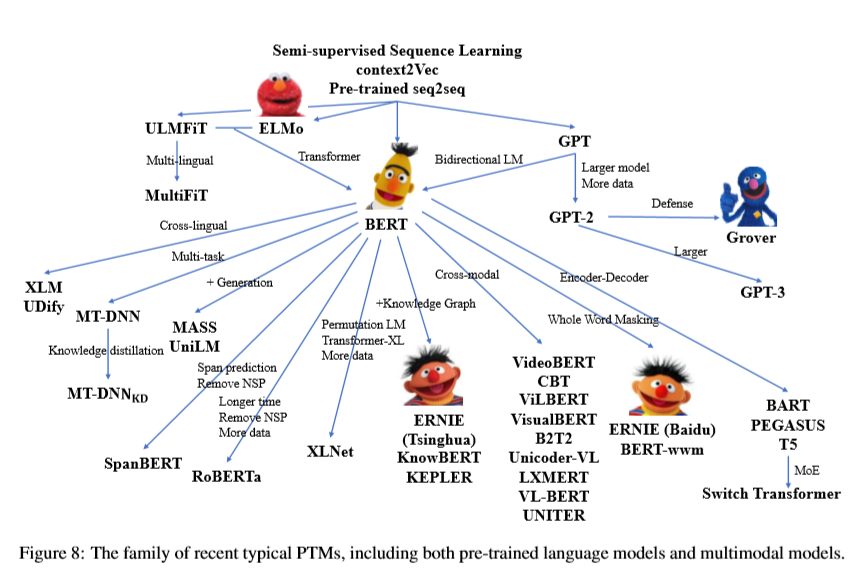 Semi-supervised Sequence Learning
context2Vec
Pre-trained seq2seq
ULMFiT
ELMo
GPT
Multi-lingual
Transformer
Bidirectional LM
Larger model
More data
MultiFiT
BERT
GPT-2
Defense
Grover
Cross-lingual
Multi-task
+ Generation
Cross-modal
Encoder-Decoder
Larger
GPT-3
XLM
UDify
MT-DNN
MASS
UniLM
Knowledge distillation
MT-DNNKD
+Knowledge Graph
Whole Word Masking
Permutation LM
Transformer-XL
More data
Span prediction
Remove NSP
Longer time
Remove NSP
More data
SpanBERT
RoBERTa
XLNet
ERNIE
(Tsinghua)
KnowBERT
KEPLER
VideoBERT
CBT
ViLBERT
VisualBERT
B2T2
Unicoder-VL
LXMERT
VL-BERT
UNITER
ERNIE (Baidu)
BERT-wwm
BART
PEGASUS
T5
MoE
Switch Transformer
Figure 8: The family of recent typical PTMs, including both pre-trained language models and multimodal models.